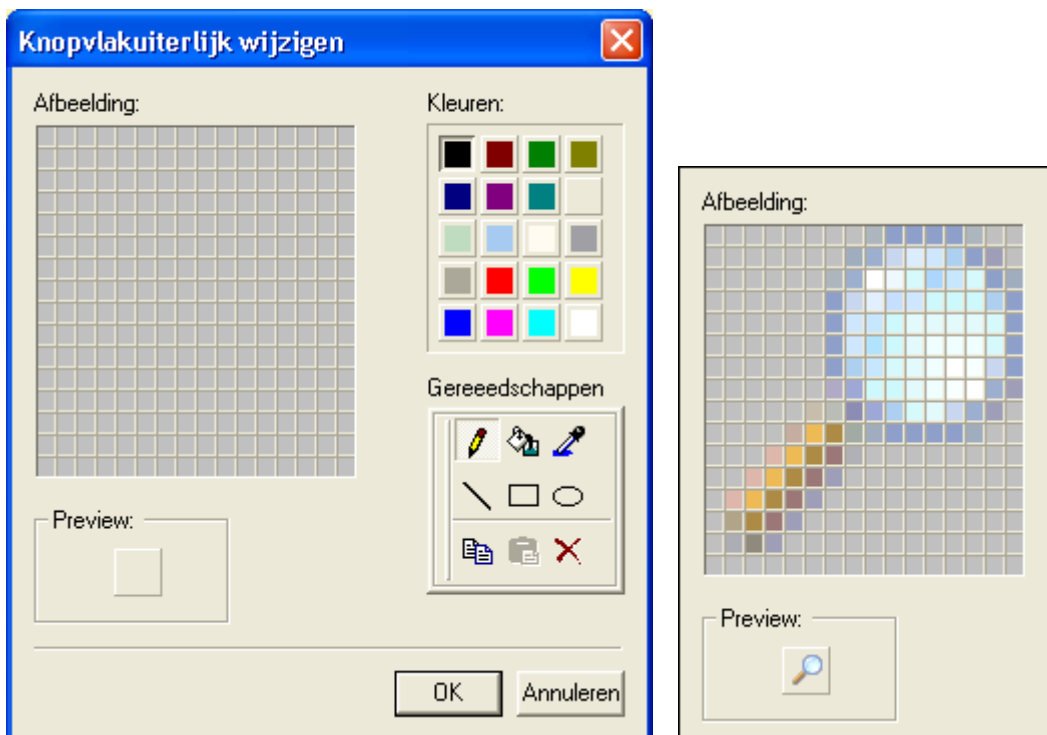 Knopvlakuiterlijk wijzigen
Afbeelding:
Kleuren:
Gereeedschappen
Preview:
OK
Annuleren
Afbeelding:
Preview: